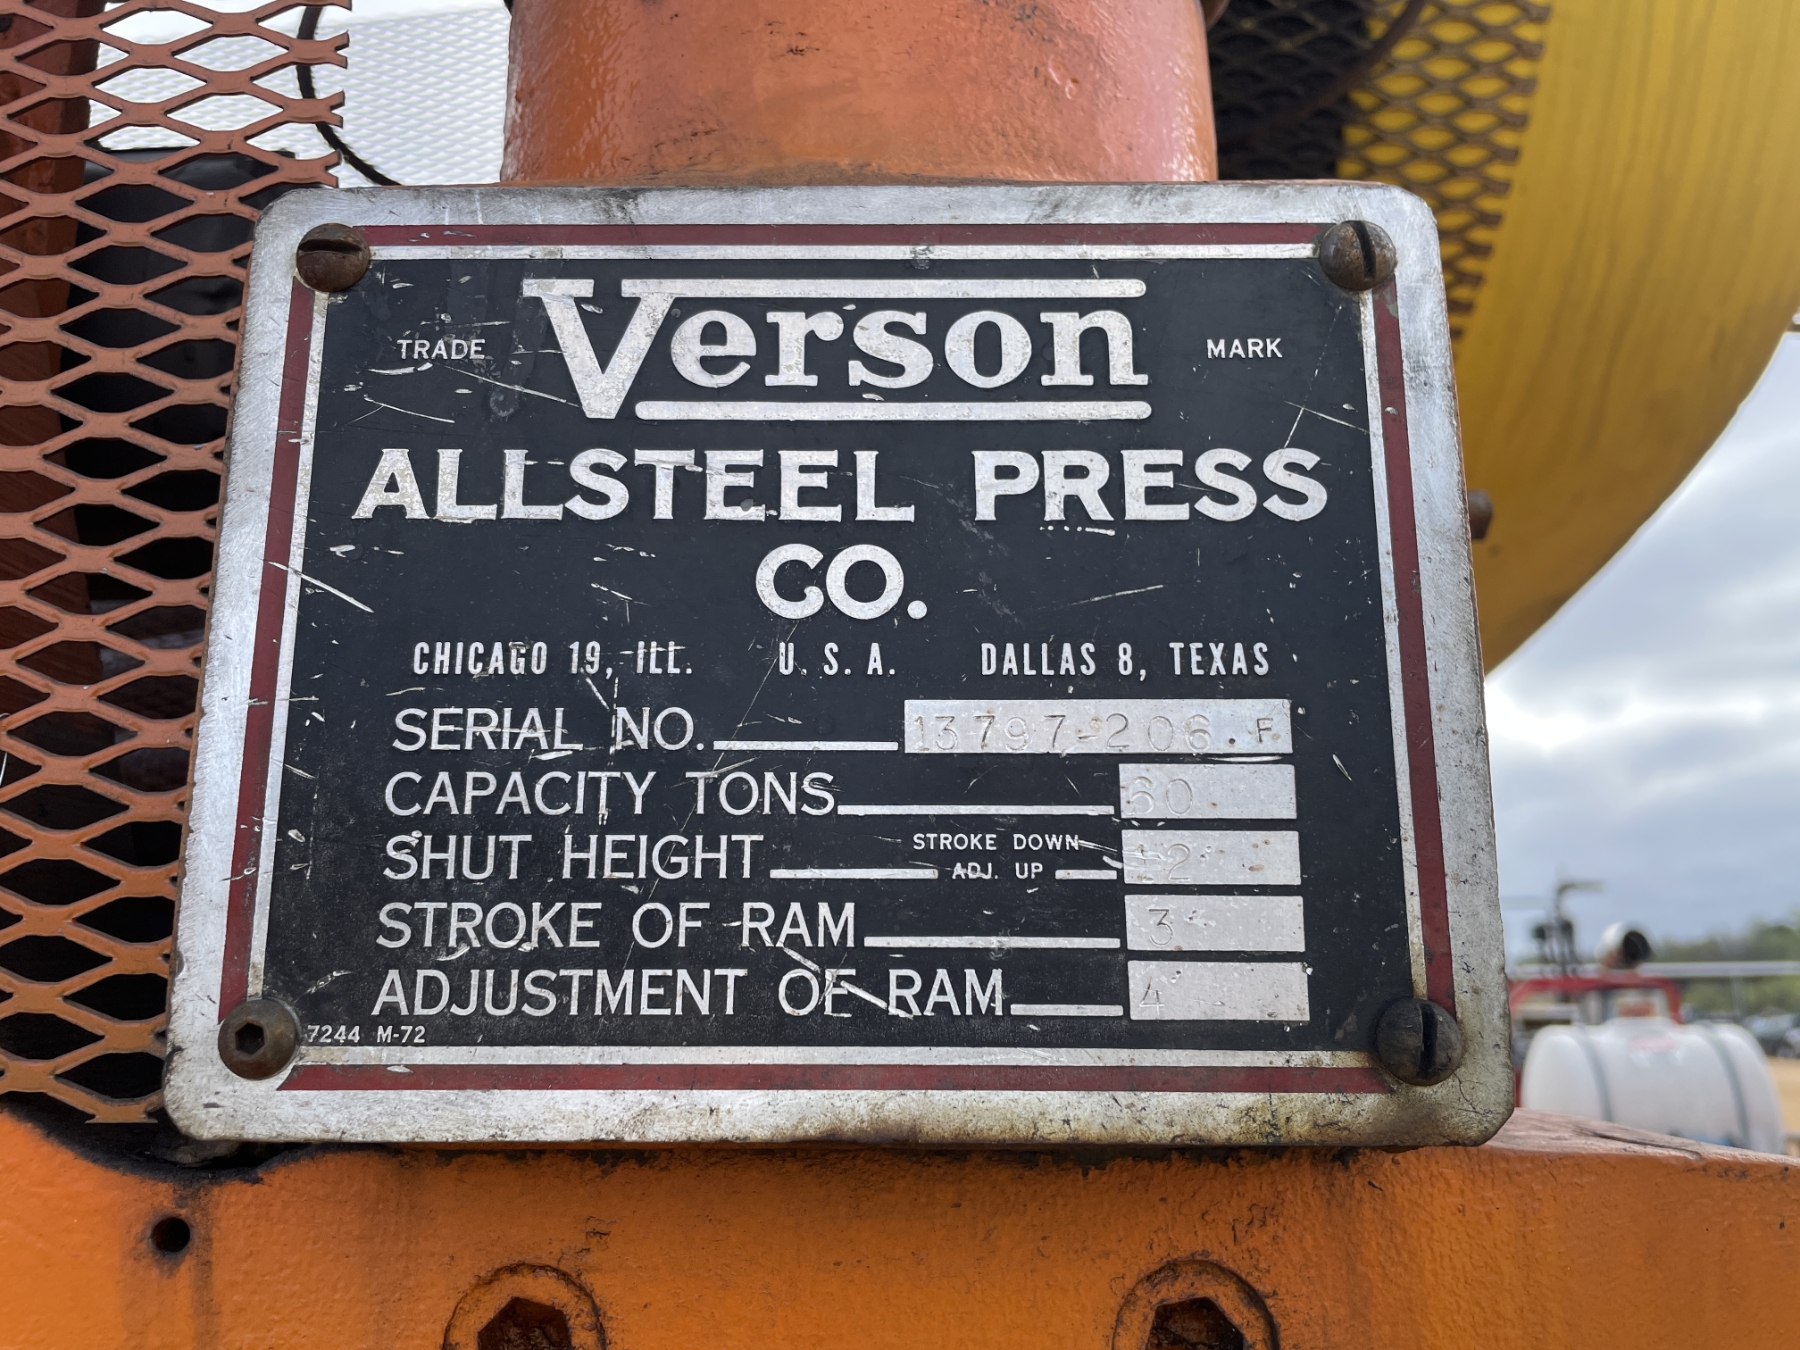 Verson
TRADE MARK
ALLSTEEL PRESS
CO.
CHICAGO 19, ILL. U. S. A. DALLAS 8, TEXAS
SERIAL NO. 13797-206.F
CAPACITY TONS 60
SHUT HEIGHT STROKE DOWN ADJ. UP 12
STROKE OF RAM 3
ADJUSTMENT OF RAM 4
7244 M-72